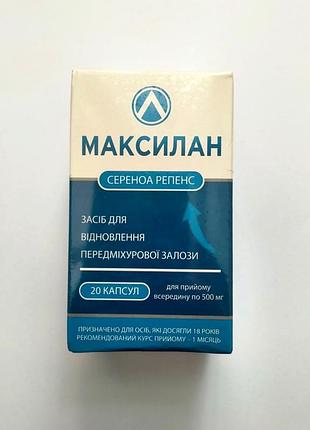 МАКСИЛАН
СЕРЕНОА РЕПЕНС
ЗАСІБ ДЛЯ
ВІДНОВЛЕННЯ
ПЕРЕДМІХУРОВОЇ ЗАЛОЗИ
20 КАПСУЛ
для прийому
всередину по 500 мг
ПРИЗНАЧЕНО ДЛЯ ОСІБ, ЯКІ ДОСЯГЛИ 18 РОКІВ
РЕКОМЕНДОВАНИЙ КУРС ПРИЙОМУ - 1 МІСЯЦЬ